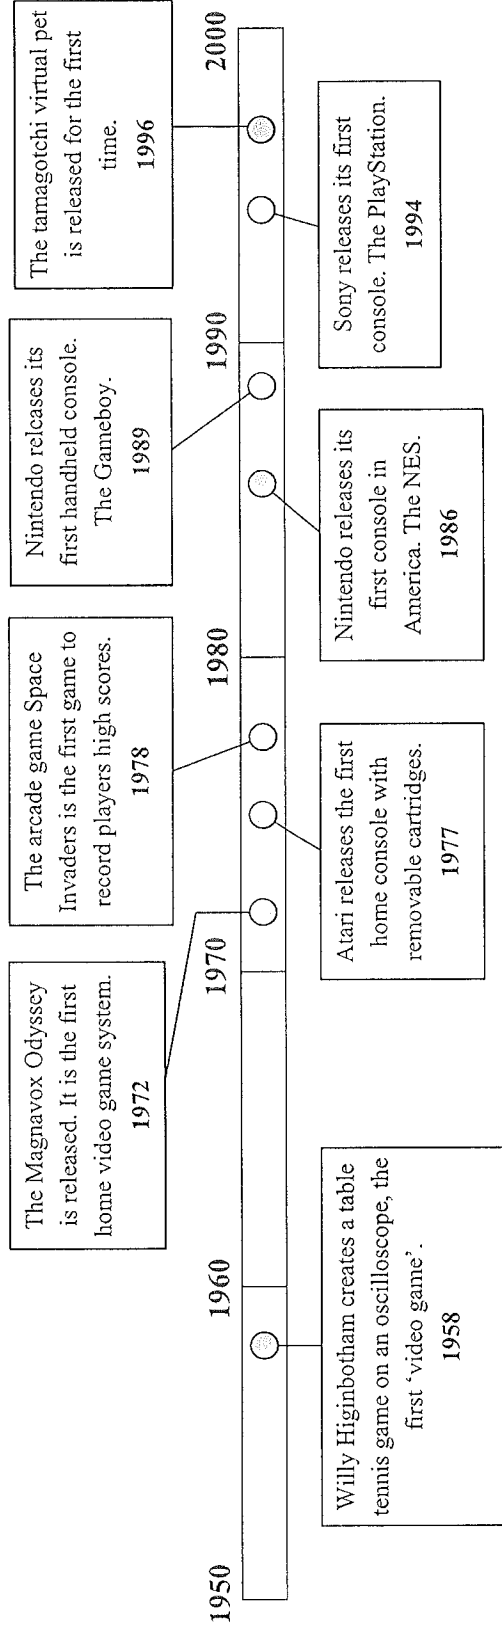 The Magnavox Odyssey
is released. It is the first
home video game system.
1972
The arcade game Space
Invaders is the first game to
record players high scores.
1978
Nintendo releases its
first handheld console.
The Gameboy.
1989
The tamagotchi virtual pet
is released for the first
time.
1996
1950
1960
1970
1980
1990
2000
Willy Higinbotham creates a table
tennis game on an oscilloscope, the
first ‘video game’.
1958
Atari releases the first
home console with
removable cartridges.
1977
Nintendo releases its
first console in
America. The NES.
1986
Sony releases its first
console. The PlayStation.
1994